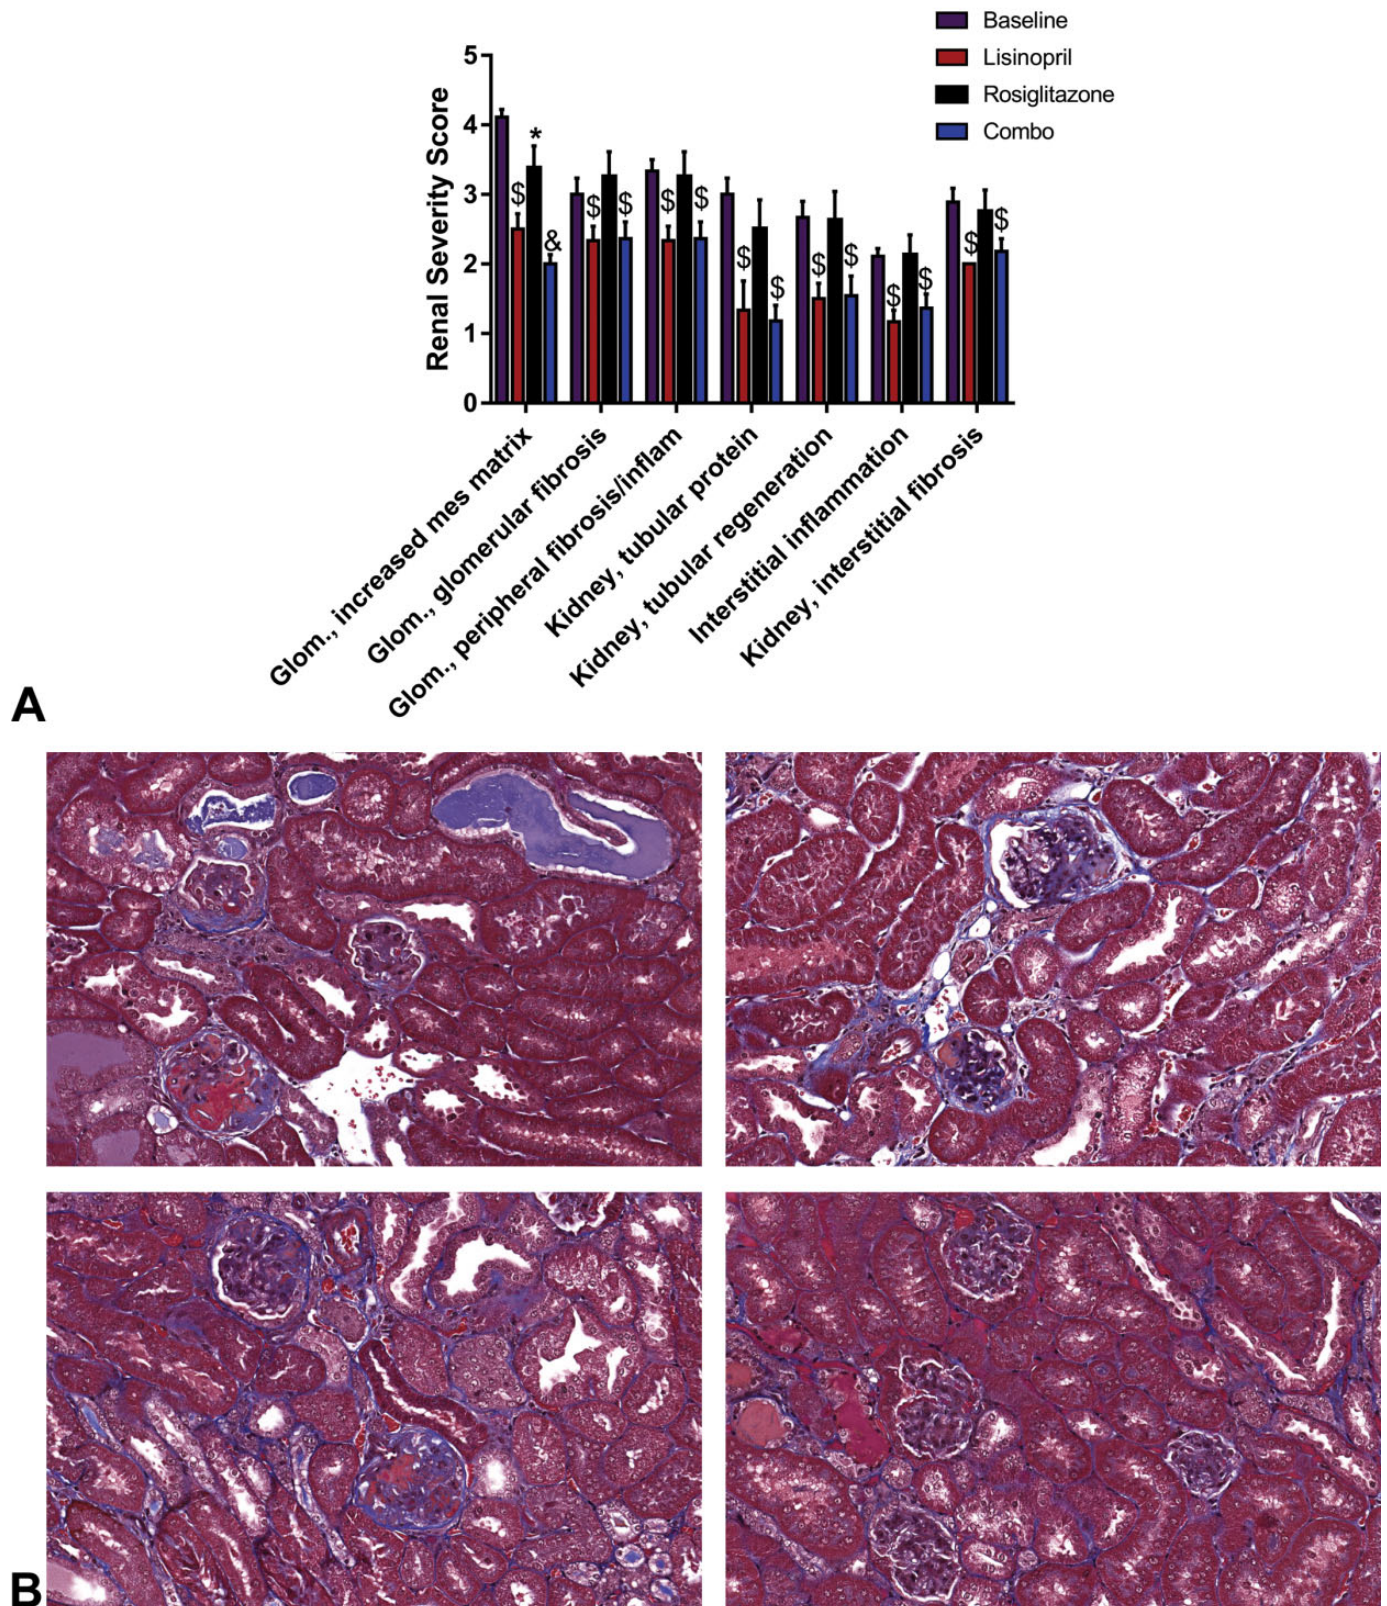 Baseline
Lisinopril
Rosiglitazone
Combo
Renal Severity Score
5
4
3
2
1
0
*
$
&
$
$
$
$
$
$
$
$
$
$
$
$
Glom., increased mes matrix
Glom., glomerular fibrosis
Glom., peripheral fibrosis/inflam
Kidney, tubular protein
Kidney, tubular regeneration
Interstitial inflammation
Kidney, interstitial fibrosis
A
B